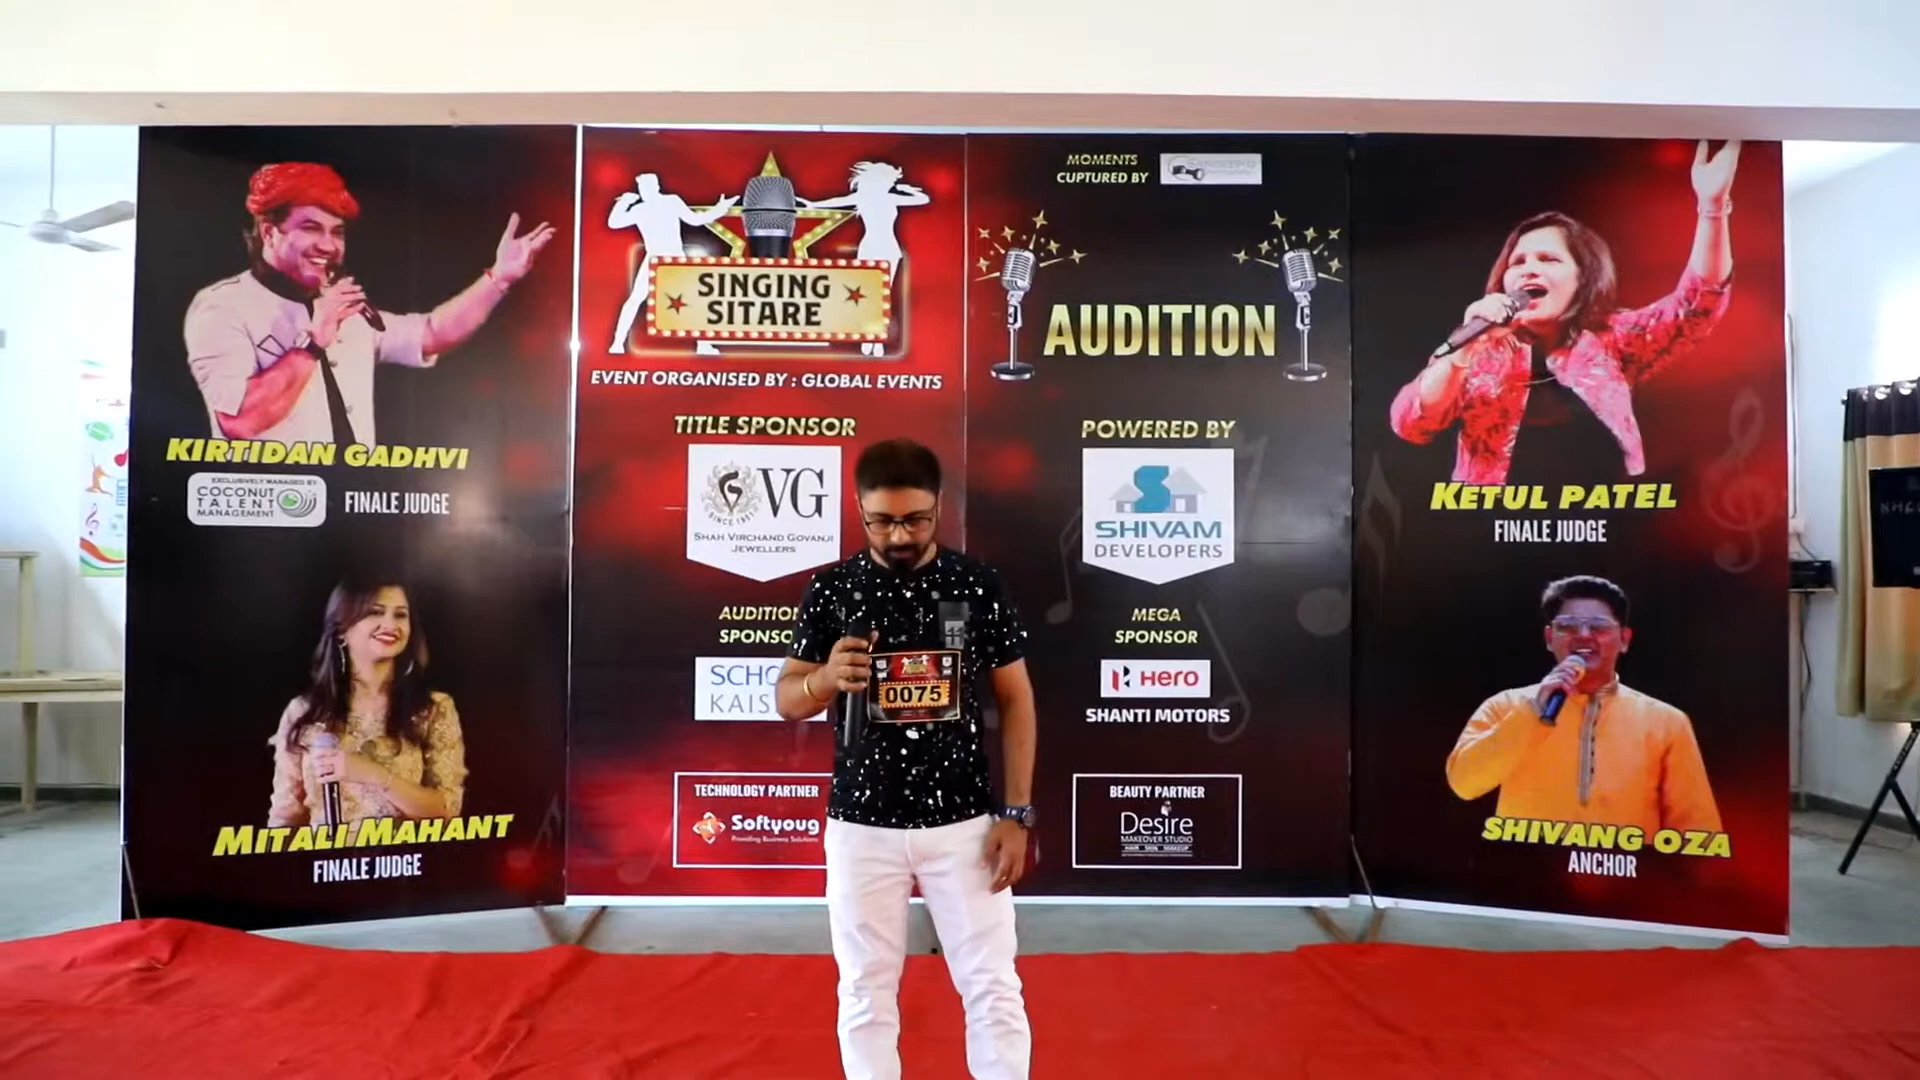 KIRTIDAN GADHVI
EXCLUSIVELY MANAGED BY
COCONUT
TALENT
MANAGEMENT
FINALE JUDGE
MITALI MAHANT
FINALE JUDGE
SINGING
SITARE
EVENT ORGANISED BY : GLOBAL EVENTS
TITLE SPONSOR
VG
SINCE 1951
SHAH VIRCHAND GOVANJI
JEWELLERS
AUDITION
SPONSO
SCHO
KAIS
TECHNOLOGY PARTNER
Softyoug
Providing Business Solutions
0075
MOMENTS
CUPTURED BY
AUDITION
POWERED BY
SHIVAM
DEVELOPERS
MEGA
SPONSOR
HERO
SHANTI MOTORS
BEAUTY PARTNER
Desire
MAKEOVER STUDIO
HAIR SKIN MAKEUP
KETUL PATEL
FINALE JUDGE
SHIVANG OZA
ANCHOR